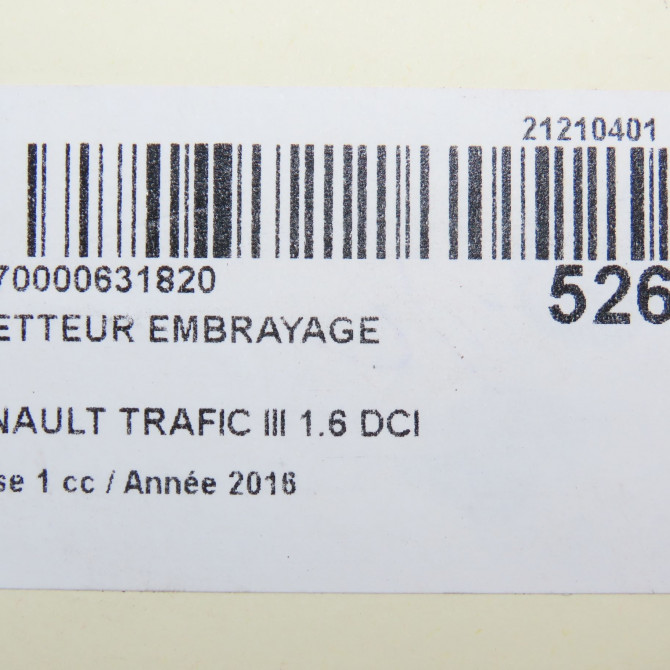 21210401
70000631820
526
ETTEUR EMBRAYAGE
NAULT TRAFIC III 1.6 DCI
se 1 cc / Année 2016